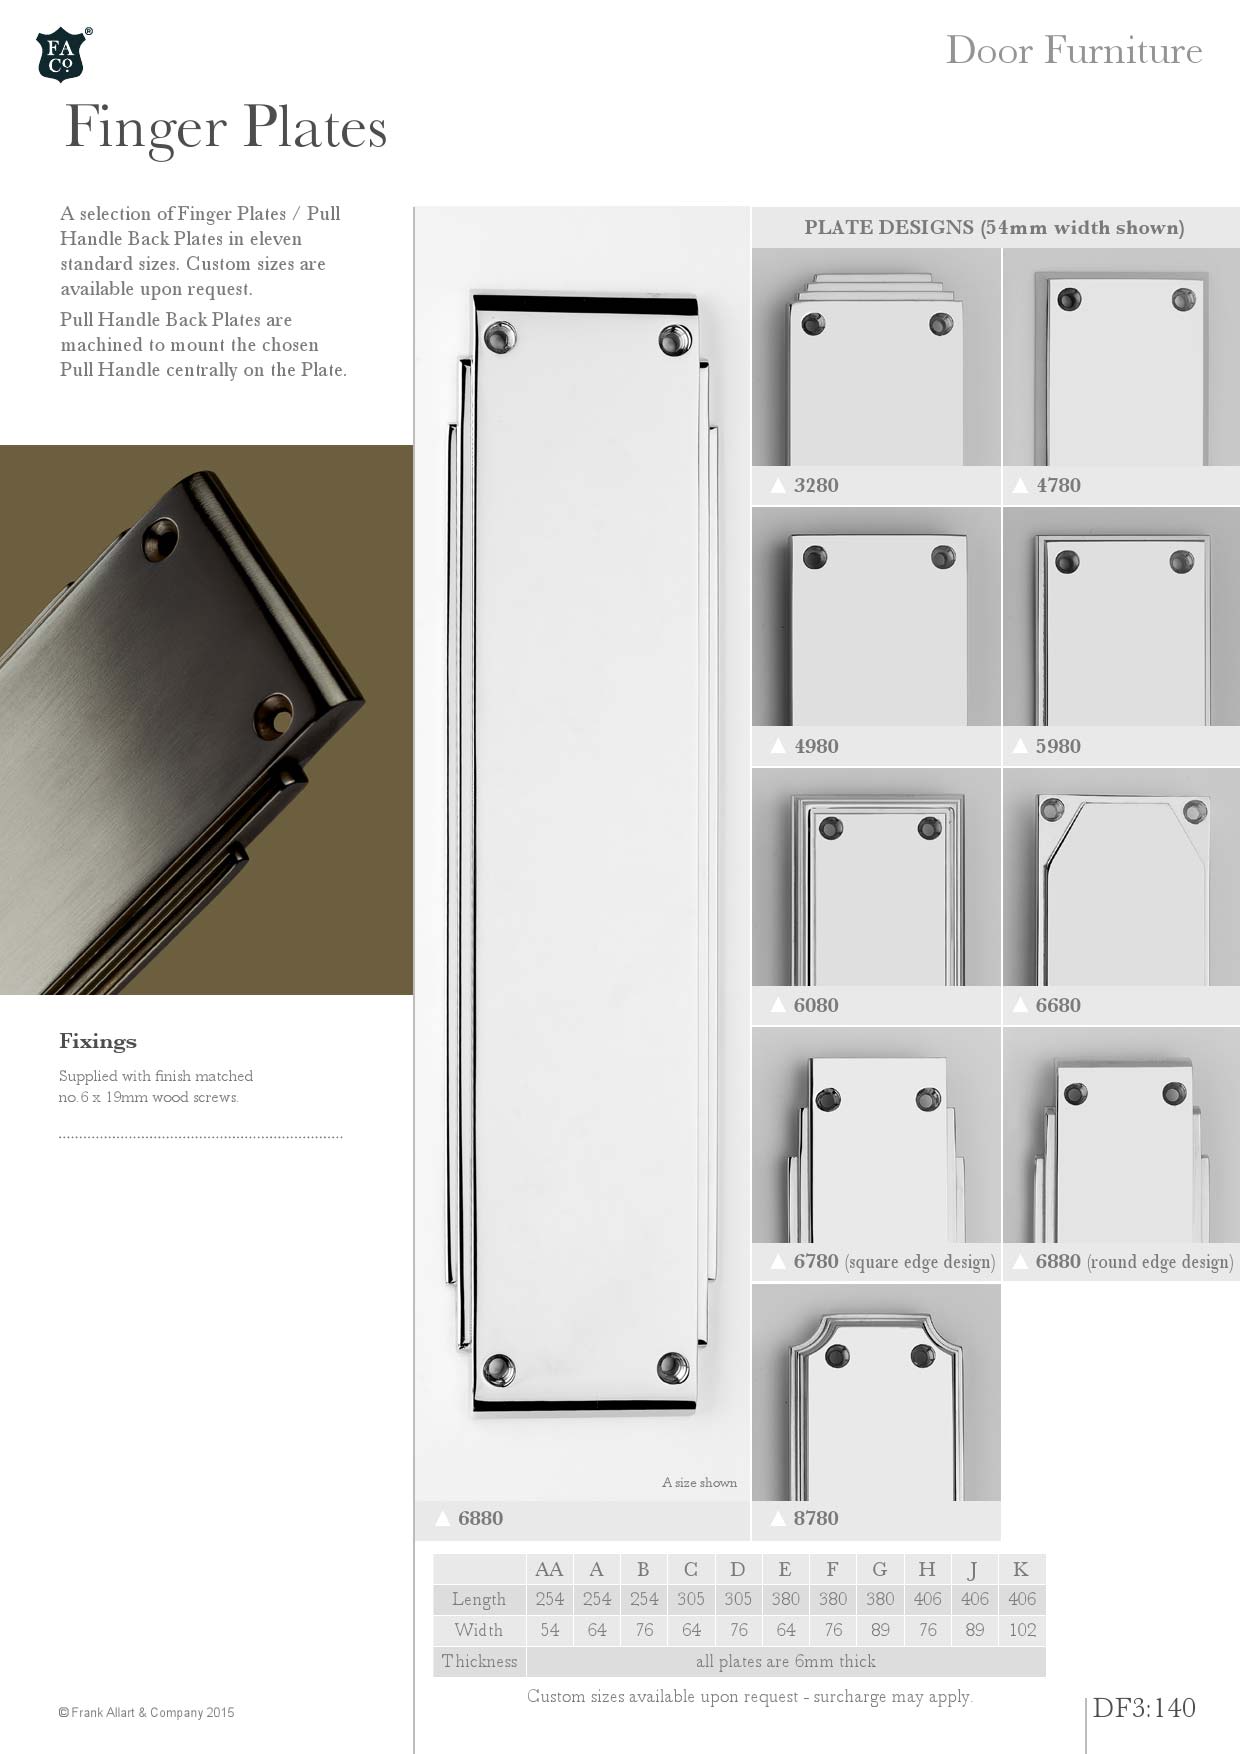 FA
Co.
®
Door Furniture
Finger Plates
A selection of Finger Plates / Pull
Handle Back Plates in eleven
standard sizes. Custom sizes are
available upon request.
Pull Handle Back Plates are
machined to mount the chosen
Pull Handle centrally on the Plate.
Fixings
Supplied with finish matched
no.6 x 19mm wood screws.
A size shown
6880
PLATE DESIGNS (54mm width shown)
3280
4780
4980
5980
6080
6680
6780 (square edge design)
6880 (round edge design)
8780
AA A B C D E F G H J K
Length 254 254 254 305 305 380 380 380 406 406 406
Width 54 64 76 64 76 64 76 89 76 89 102
Thickness all plates are 6mm thick
Custom sizes available upon request - surcharge may apply.
© Frank Allart & Company 2015
DF3:140